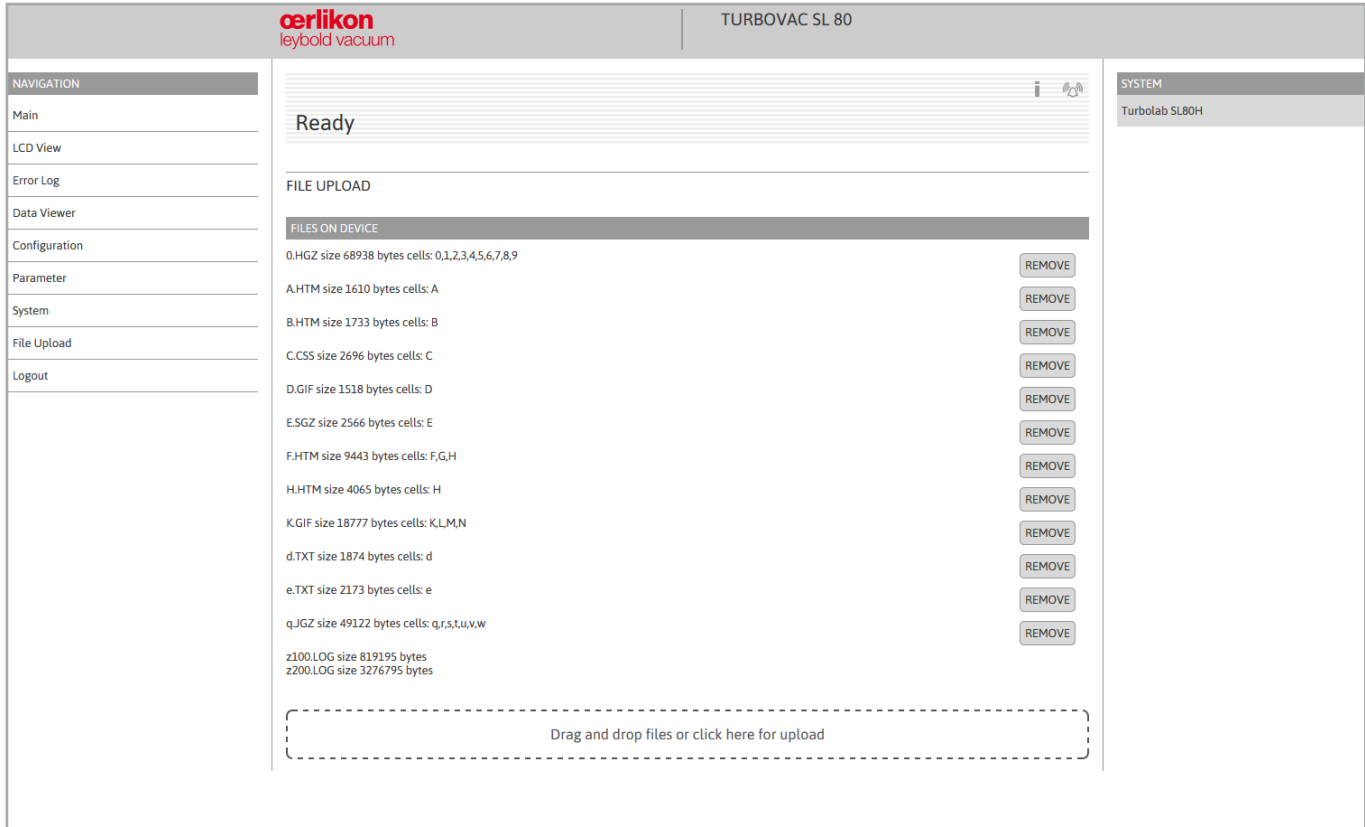 œrlikon
leybold vacuum
TURBOVAC SL 80
NAVIGATION
Main
LCD View
Error Log
Data Viewer
Configuration
Parameter
System
File Upload
Logout
Ready
FILE UPLOAD
FILES ON DEVICE
0.HGZ size 68938 bytes cells: 0,1,2,3,4,5,6,7,8,9
REMOVE
A.HTM size 1610 bytes cells: A
REMOVE
B.HTM size 1733 bytes cells: B
REMOVE
C.CSS size 2696 bytes cells: C
REMOVE
D.GIF size 1518 bytes cells: D
REMOVE
E.SGZ size 2566 bytes cells: E
REMOVE
F.HTM size 9443 bytes cells: F,G,H
REMOVE
H.HTM size 4065 bytes cells: H
REMOVE
K.GIF size 18777 bytes cells: K,L,M,N
REMOVE
d.TXT size 1874 bytes cells: d
REMOVE
e.TXT size 2173 bytes cells: e
REMOVE
q.JGZ size 49122 bytes cells: q,r,s,t,u,v,w
REMOVE
z100.LOG size 819195 bytes
z200.LOG size 3276795 bytes
Drag and drop files or click here for upload
SYSTEM
Turbolab SL80H